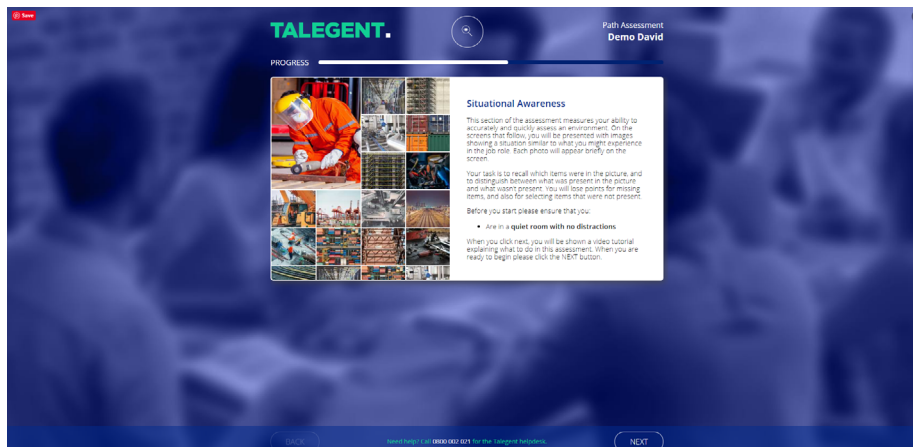 Save
TALEGENT.
Path Assessment
Demo David
PROGRESS
Situational Awareness
This section of the assessment measures your ability to
accurately and quickly assess an environment. On the
screens that follow, you will be presented with images
showing a situation similar to what you might experience
in the job role. Each photo will appear briefly on the
screen.
Your task is to recall which items were in the picture, and
to distinguish between what was present in the picture
and what wasn't present. You will lose points for missing
items, and also for selecting items that were not present.
Before you start please ensure that you:
• Are in a quiet room with no distractions
When you click next, you will be shown a video tutorial
explaining what to do in this assessment. When you are
ready to begin please click the NEXT button.
BACK
Need help? Call 0800 002 021 for the Talegent helpdesk.
NEXT